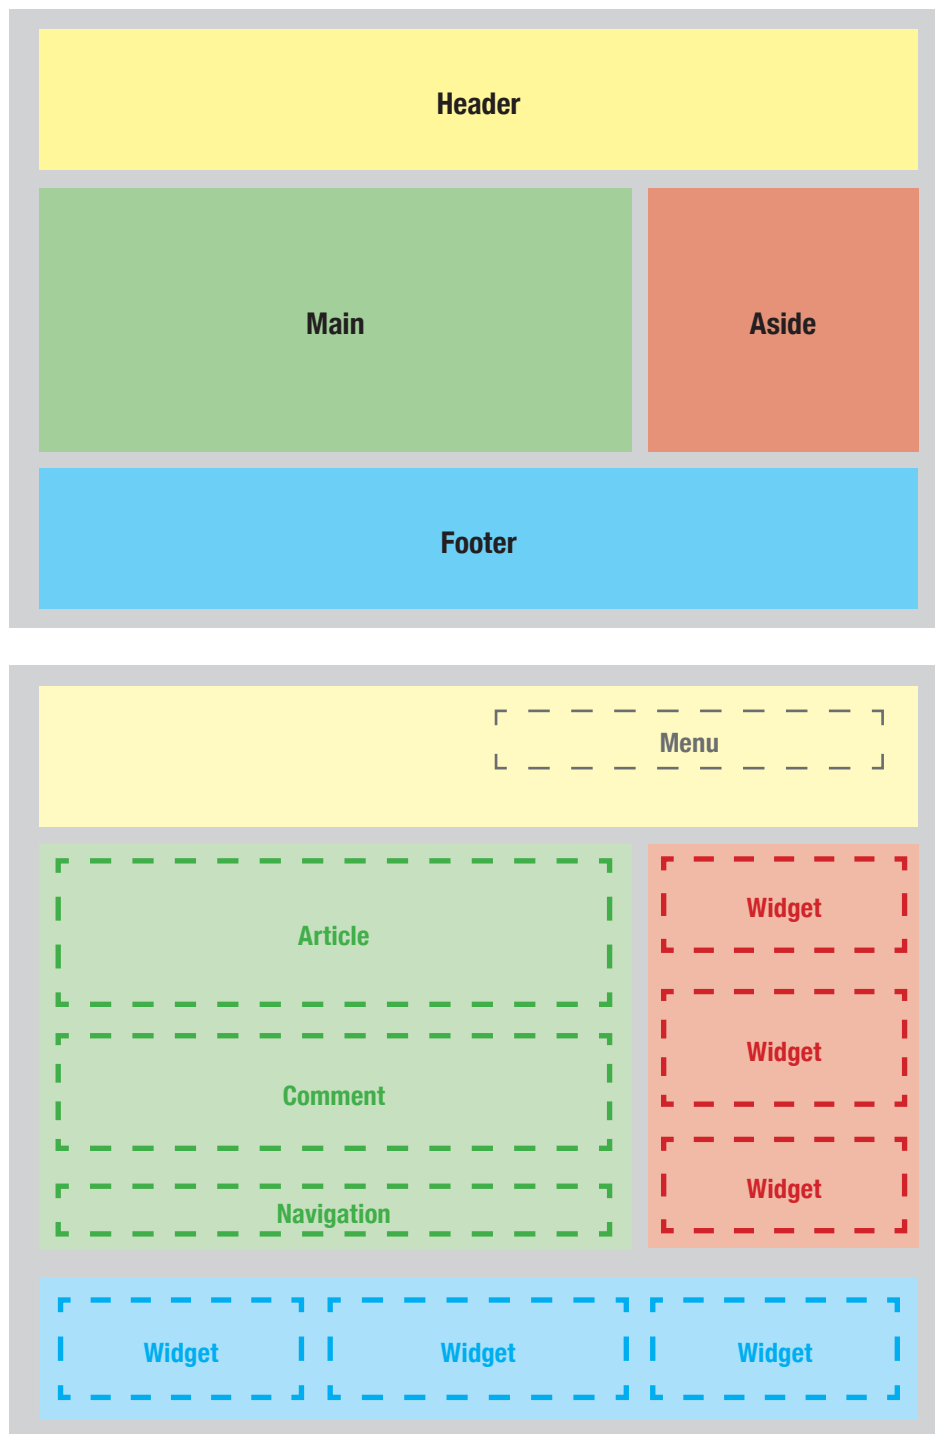 Header
Main
Aside
Footer
Menu
Article
Comment
Navigation
Widget
Widget
Widget
Widget
Widget
Widget